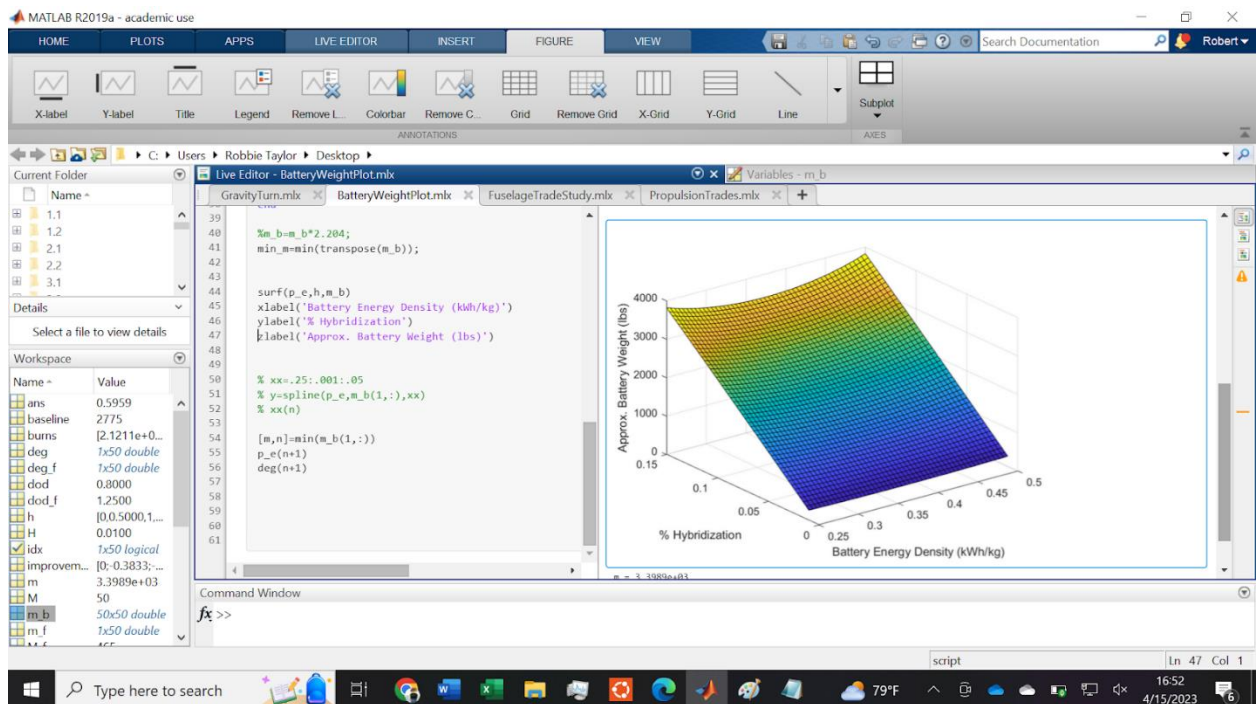 MATLAB R2019a - academic use
HOME PLOTS APPS LIVE EDITOR INSERT FIGURE VIEW Search Documentation Robert
X-label Y-label Title Legend Remove L... Colorbar Remove C... Grid Remove Grid X-Grid Y-Grid Line Subplot
ANNOTATIONS AXES
C: Users Robbie Taylor Desktop
Current Folder
Name
1.1
1.2
2.1
2.2
3.1
Details
Select a file to view details
Workspace
Name Value
ans 0.5959
baseline 2775
burns [2.1211e+0...
deg 1x50 double
deg_f 1x50 double
dod 0.8000
dod_f 1.2500
h [0,0.5000,1,...
H 0.0100
idx 1x50 logical
improvem... [0;-0.3833;-...
m 3.3989e+03
M 50
m_b 50x50 double
m_f 1x50 double
Live Editor - BatteryWeightPlot.mlx
Variables - m_b
GravityTurn.mlx BatteryWeightPlot.mlx FuselageTradeStudy.mlx PropulsionTrades.mlx +
39
40 %m_b=m_b*2.204;
41 min_m=min(transpose(m_b));
42
43
44 surf(p_e,h,m_b)
45 xlabel('Battery Energy Density (kWh/kg)')
46 ylabel('% Hybridization')
47 zlabel('Approx. Battery Weight (lbs)')
48
49
50 % xx=.25:.001:.05
51 % y=spline(p_e,m_b(1,:),xx)
52 % xx(n)
53
54 [m,n]=min(m_b(1,:))
55 p_e(n+1)
56 deg(n+1)
57
58
59
60
61
Approx. Battery Weight (lbs)
4000
3000
2000
1000
0
0.15
0.1
0.05
0
% Hybridization
0.25
0.3
0.35
0.4
0.45
0.5
Battery Energy Density (kWh/kg)
m = 3.3989e+03
Command Window
fx >>
script Ln 47 Col 1
Type here to search
79°F
16:52
4/15/2023
6